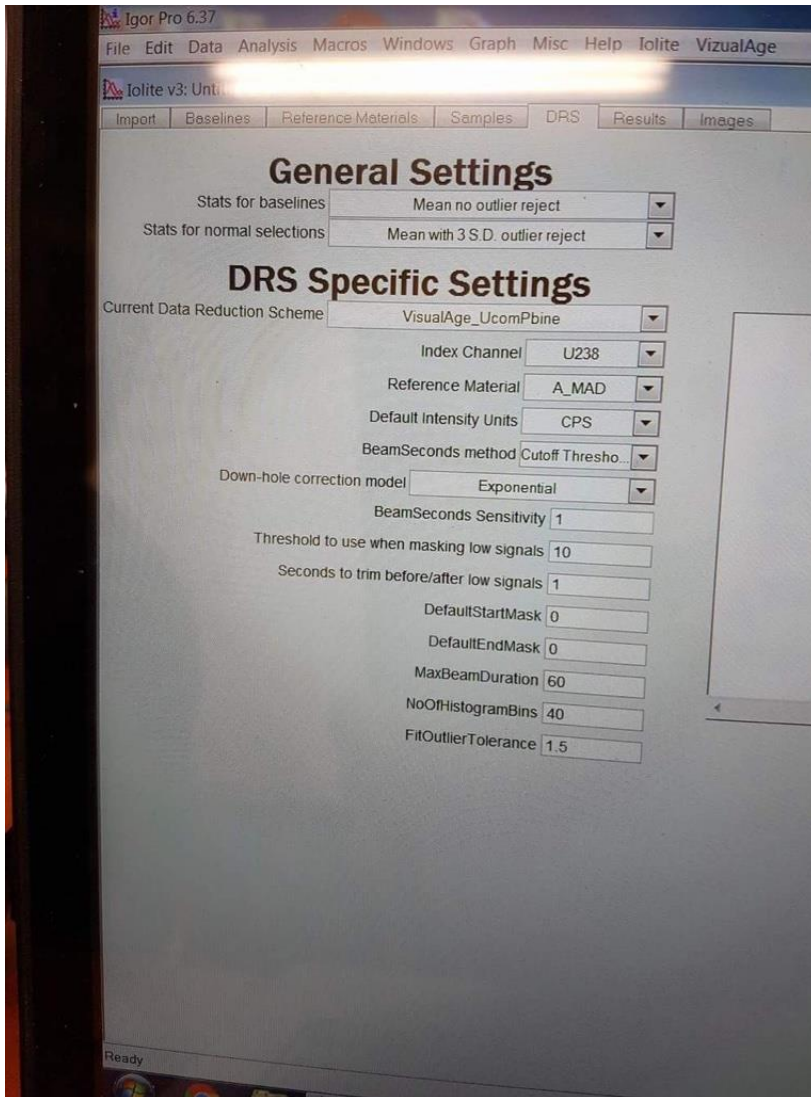 Igor Pro 6.37
File Edit Data Analysis Macros Windows Graph Misc Help Iolite VizualAge
Iolite v3:
Import Baselines Reference Materials Samples DRS Results Images
General Settings
Stats for baselines Mean no outlier reject
Stats for normal selections Mean with 3 S.D. outlier reject
DRS Specific Settings
Current Data Reduction Scheme VisualAge_UcomPbine
Index Channel U238
Reference Material A_MAD
Default Intensity Units CPS
BeamSeconds method Cutoff Thresho...
Down-hole correction model Exponential
BeamSeconds Sensitivity 1
Threshold to use when masking low signals 10
Seconds to trim before/after low signals 1
DefaultStartMask 0
DefaultEndMask 0
MaxBeamDuration 60
NoOfHistogramBins 40
FitOutlierTolerance 1.5
Ready